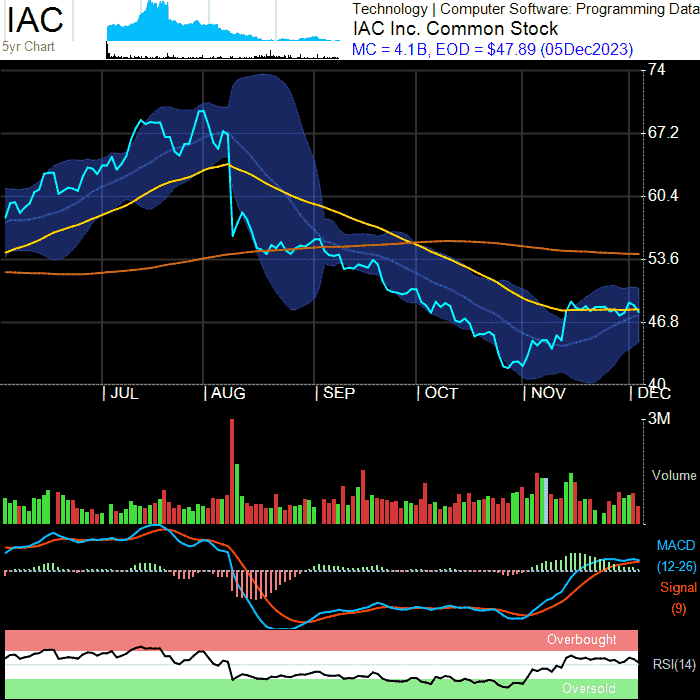 IAC
5yr Chart
Technology | Computer Software: Programming Data
IAC Inc. Common Stock
MC = 4.1B, EOD = $47.89 (05Dec2023)
74
67.2
60.4
53.6
46.8
40
JUL AUG SEP OCT NOV DEC
3M
Volume
MACD
(12-26)
Signal
(9)
Overbought
RSI(14)
Oversold